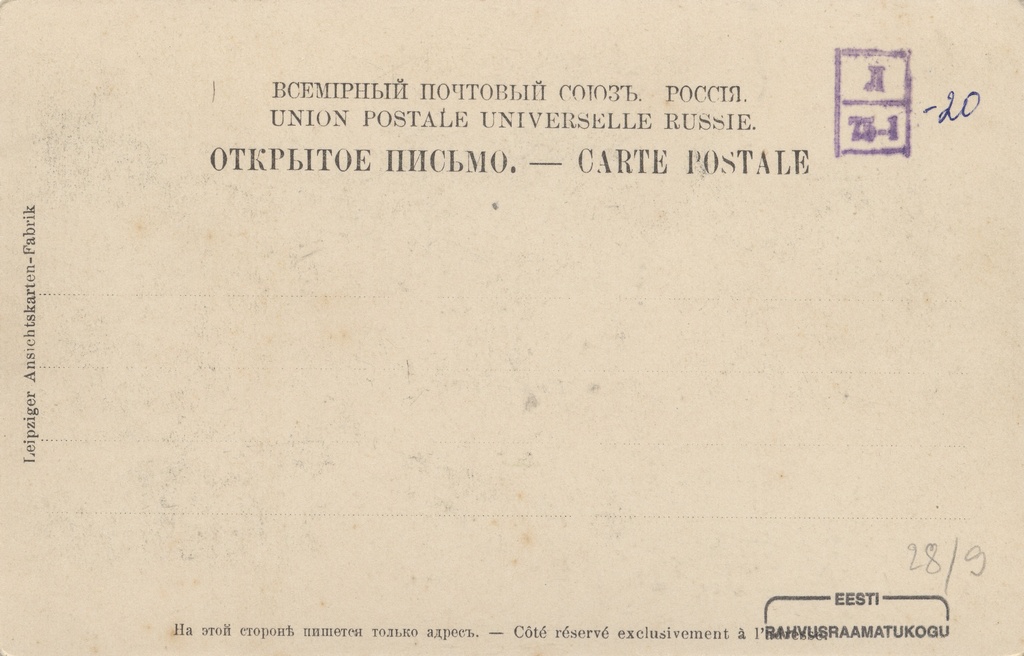 ВСЕМІРНЫЙ ПОЧТОВЫЙ СОЮЗЪ. РОССІЯ.
UNION POSTALE UNIVERSELLE RUSSIE.
ОТКРЫТОЕ ПИСЬМО. — CARTE POSTALE
Л
74-1
-20
Leipziger Ansichtskarten-Fabrik
28/9
На этой сторонѣ пишется только адресъ. — Côté réservé exclusivement à l'adresse.
EESTI
RAHVUSRAAMATUKOGU